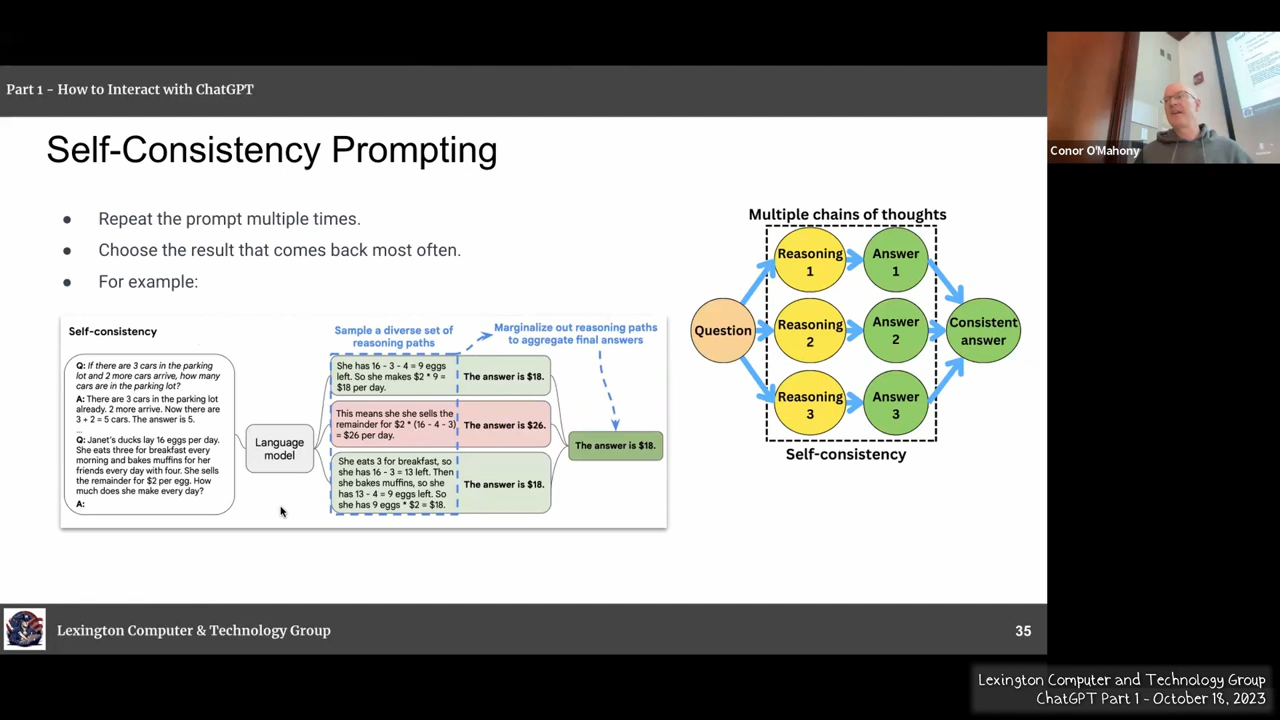 Part 1 - How to Interact with ChatGPT
Conor O'Mahony
Self-Consistency Prompting
● Repeat the prompt multiple times.
● Choose the result that comes back most often.
● For example:
Self-consistency
Q: If there are 3 cars in the parking
lot and 2 more cars arrive, how many
cars are in the parking lot?
A: There are 3 cars in the parking lot
already. 2 more arrive. Now there are
3 + 2 = 5 cars. The answer is 5.
...
Q: Janet's ducks lay 16 eggs per day.
She eats three for breakfast every
morning and bakes muffins for her
friends every day with four. She sells
the remainder for $2 per egg. How
much does she make every day?
A:
Language
model
Sample a diverse set of
reasoning paths
She has 16 - 3 - 4 = 9 eggs
left. So she makes $2 * 9 =
$18 per day.
This means she she sells the
remainder for $2 * (16 - 4 - 3)
= $26 per day.
She eats 3 for breakfast, so
she has 16 - 3 = 13 left. Then
she bakes muffins, so she
has 13 - 4 = 9 eggs left. So
she has 9 eggs * $2 = $18.
The answer is $18.
The answer is $26.
The answer is $18.
Marginalize out reasoning paths
to aggregate final answers
The answer is $18.
Multiple chains of thoughts
Question
Reasoning
1
Answer
1
Reasoning
2
Answer
2
Reasoning
3
Answer
3
Consistent
answer
Self-consistency
Lexington Computer & Technology Group
35
Lexington Computer and Technology Group
ChatGPT Part 1 - October 18, 2023